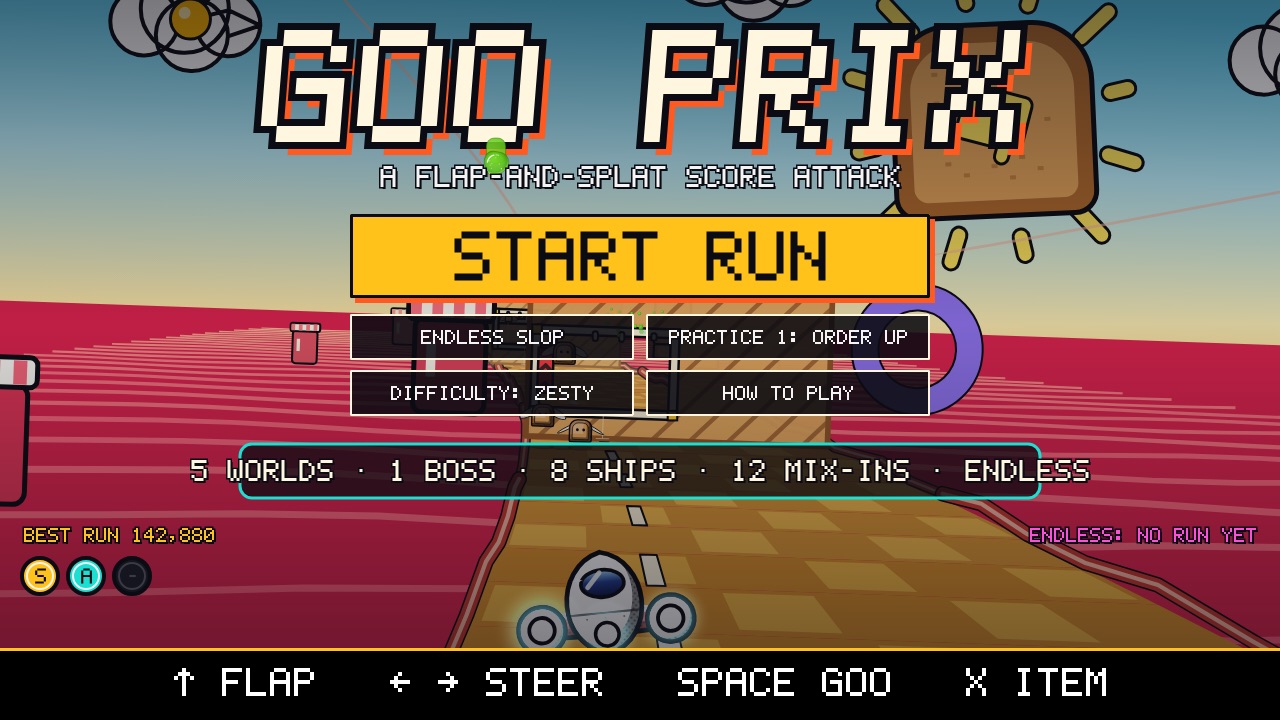 GOO PRIX
A FLAP-AND-SPLAT SCORE ATTACK
START RUN
ENDLESS SLOP
PRACTICE 1: ORDER UP
DIFFICULTY: ZESTY
HOW TO PLAY
5 WORLDS · 1 BOSS · 8 SHIPS · 12 MIX-INS · ENDLESS
BEST RUN 142,880
ENDLESS: NO RUN YET
S A -
↑ FLAP ← → STEER SPACE GOO X ITEM